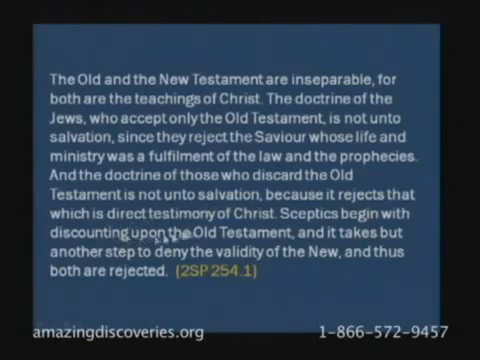 The Old and the New Testament are inseparable, for
both are the teachings of Christ. The doctrine of the
Jews, who accept only the Old Testament, is not unto
salvation, since they reject the Saviour whose life and
ministry was a fulfilment of the law and the prophecies.
And the doctrine of those who discard the Old
Testament is not unto salvation, because it rejects that
which is direct testimony of Christ. Sceptics begin with
discounting upon the Old Testament, and it takes but
another step to deny the validity of the New, and thus
both are rejected. (2SP 254.1)
amazingdiscoveries.org 1-866-572-9457